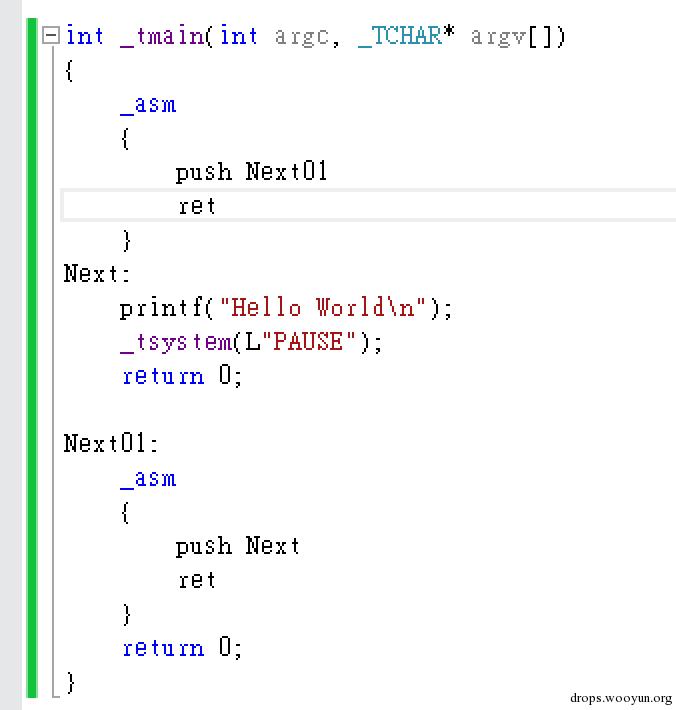 int _tmain(int argc, _TCHAR* argv[])
{
    _asm
    {
        push Next01
        ret
    }
Next:
    printf("Hello World\n");
    _tsystem(L"PAUSE");
    return 0;

Next01:
    _asm
    {
        push Next
        ret
    }
    return 0;
}
drops.wooyun.org